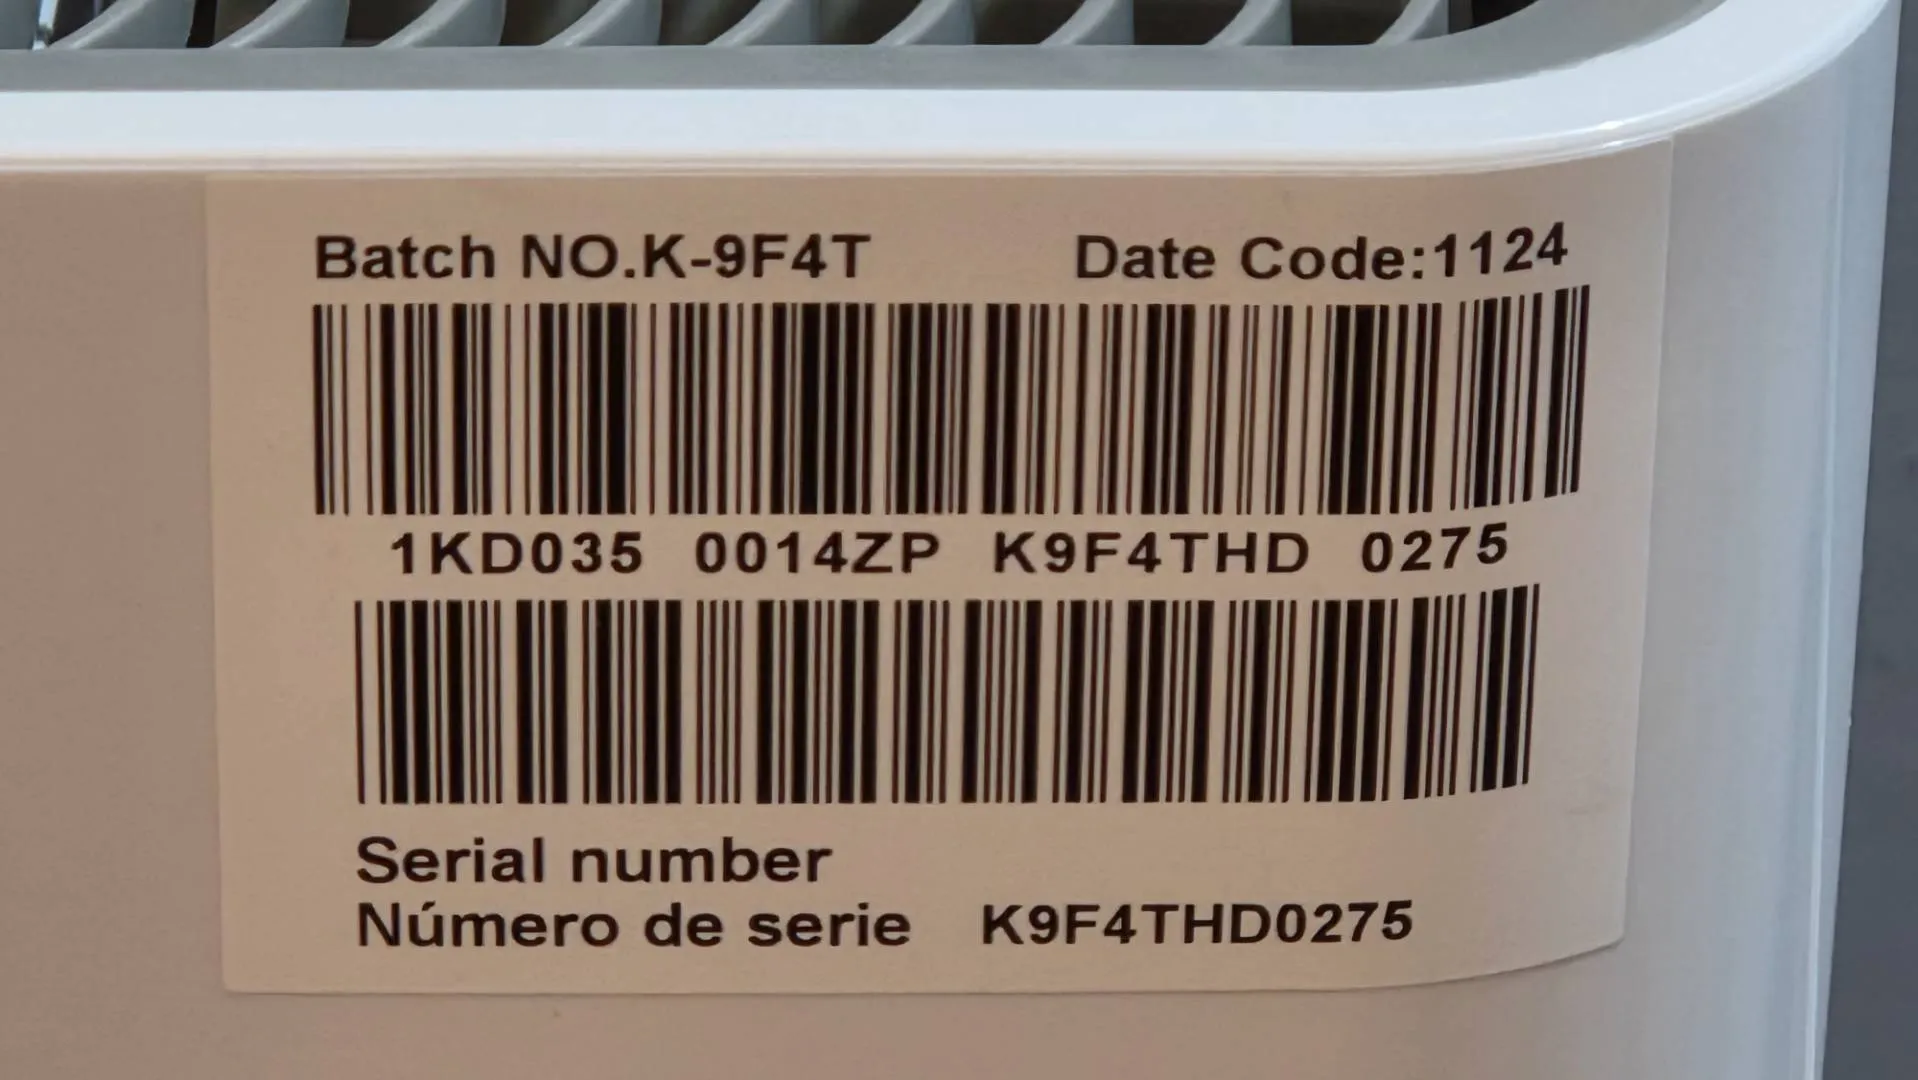 Batch NO.K-9F4T Date Code:1124
1KD035 0014ZP K9F4THD 0275
Serial number
Número de serie K9F4THD0275